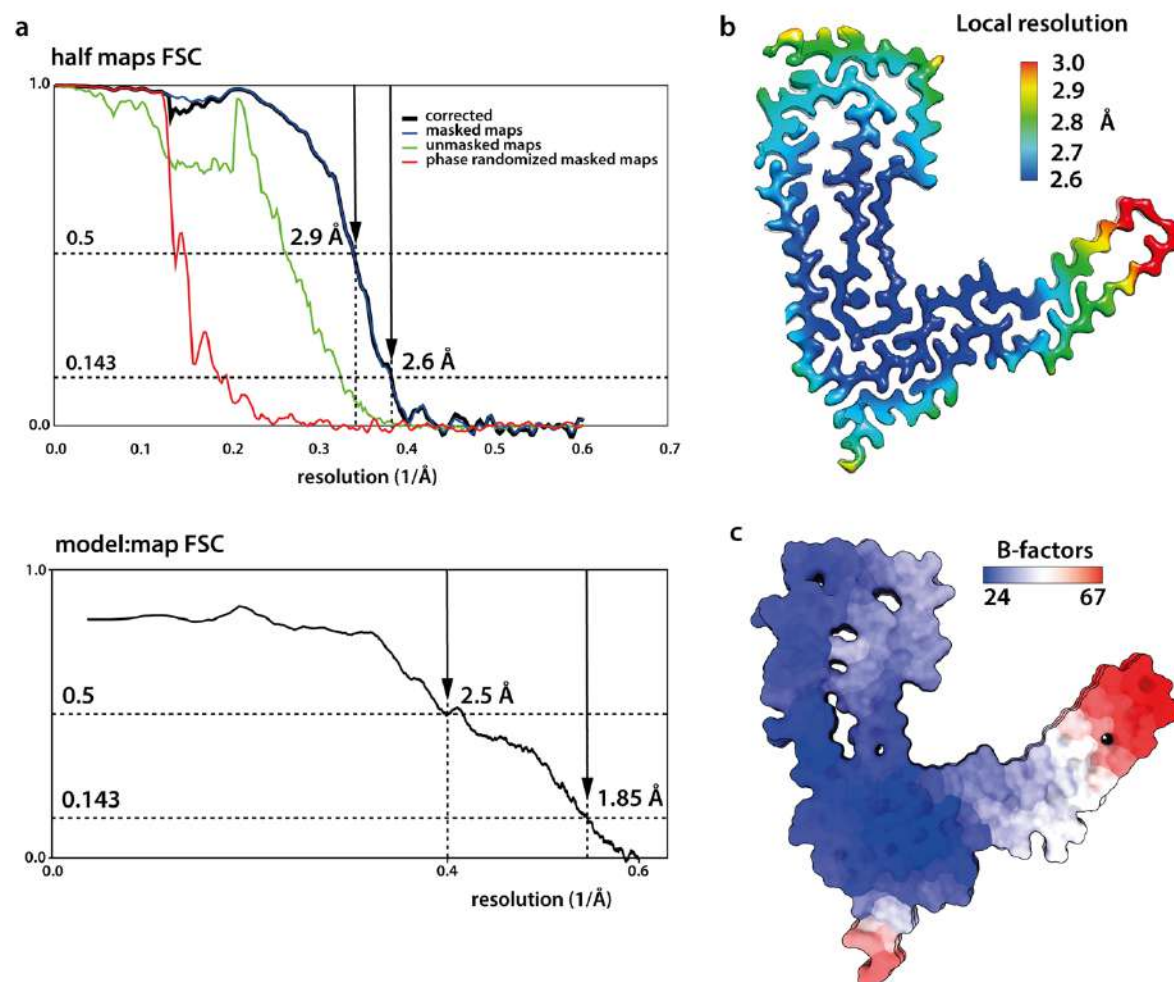 a
half maps FSC
1.0
corrected
masked maps
unmasked maps
phase randomized masked maps
0.5
2.9 Å
0.143
2.6 Å
0.0
0.0 0.1 0.2 0.3 0.4 0.5 0.6 0.7
resolution (1/Å)
model:map FSC
1.0
0.5
2.5 Å
0.143
1.85 Å
0.0
0.0 0.4 0.6
resolution (1/Å)
b
Local resolution
3.0
2.9
2.8 Å
2.7
2.6
c
B-factors
24 67